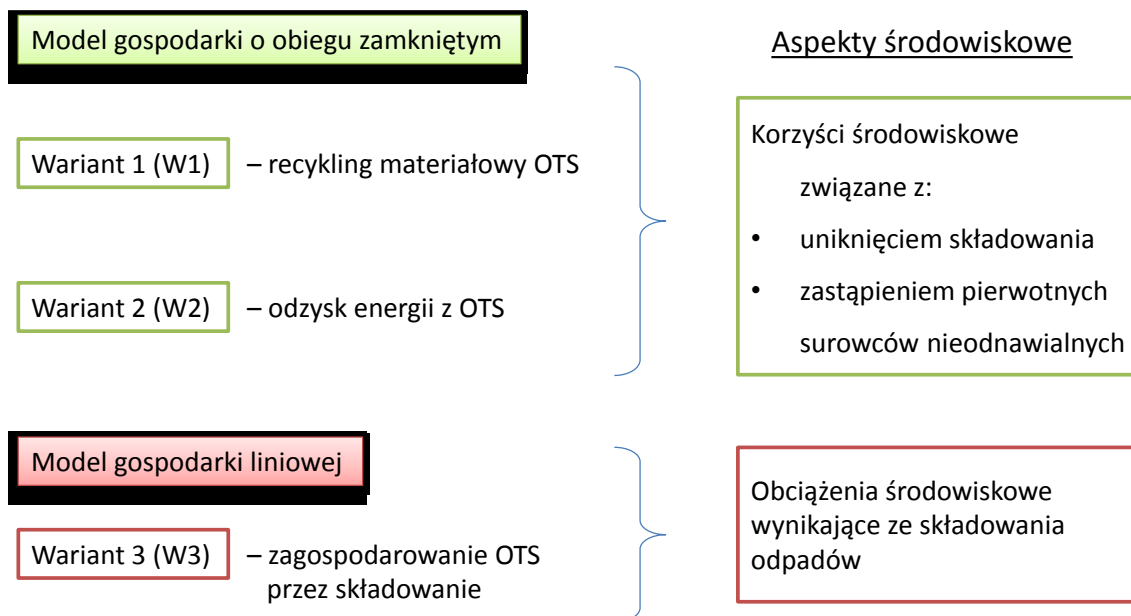 Model gospodarki o obiegu zamkniętym
Aspekty środowiskowe
Wariant 1 (W1) – recykling materiałowy OTS
Wariant 2 (W2) – odzysk energii z OTS
Korzyści środowiskowe
związane z:
• uniknięciem składowania
• zastąpieniem pierwotnych
surowców nieodnawialnych
Model gospodarki liniowej
Wariant 3 (W3) – zagospodarowanie OTS
przez składowanie
Obciążenia środowiskowe
wynikające ze składowania
odpadów